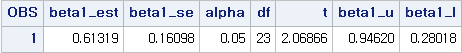 OBS beta1_est beta1_se alpha df t beta1_u beta1_l
1 0.61319 0.16098 0.05 23 2.06866 0.94620 0.28018